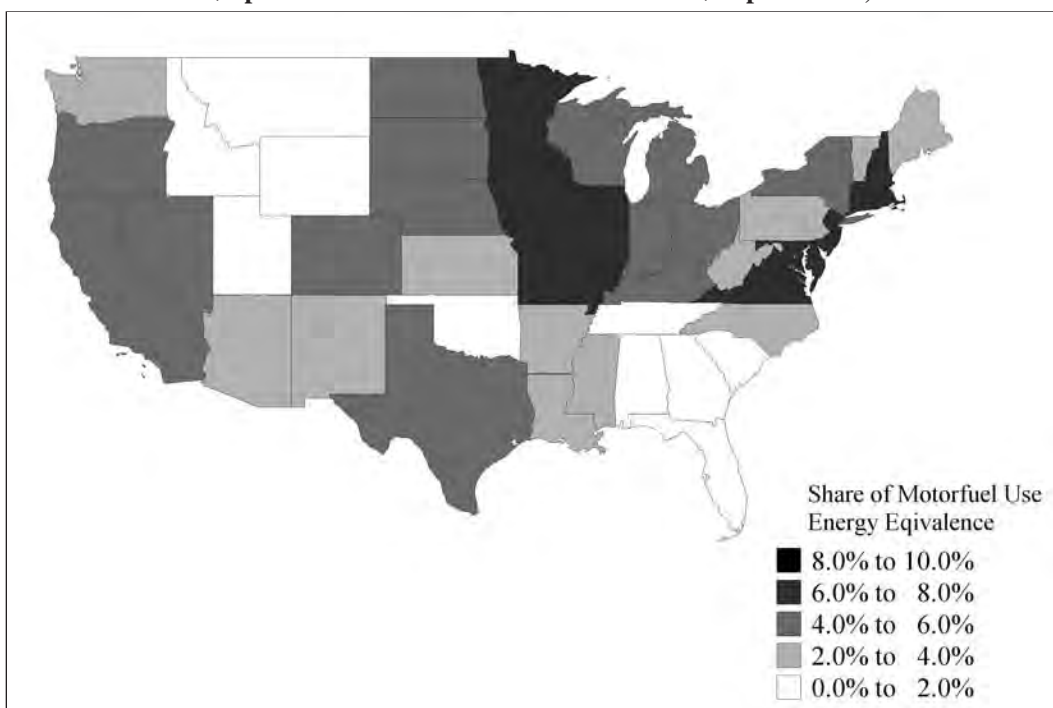 Share of Motorfuel Use
Energy Eqivalence
8.0% to 10.0%
6.0% to 8.0%
4.0% to 6.0%
2.0% to 4.0%
0.0% to 2.0%